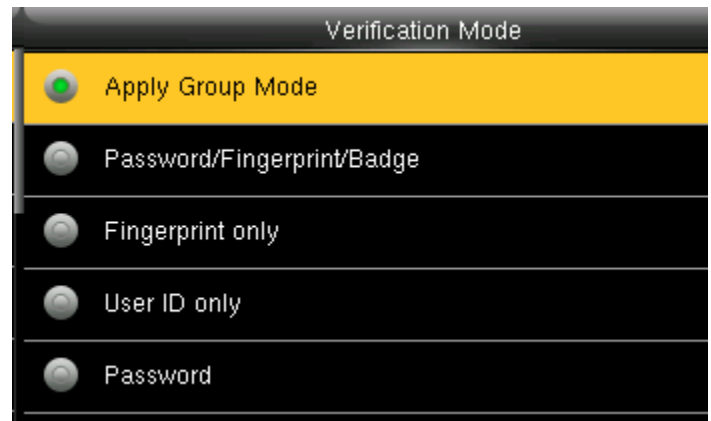 Verification Mode
Apply Group Mode
Password/Fingerprint/Badge
Fingerprint only
User ID only
Password